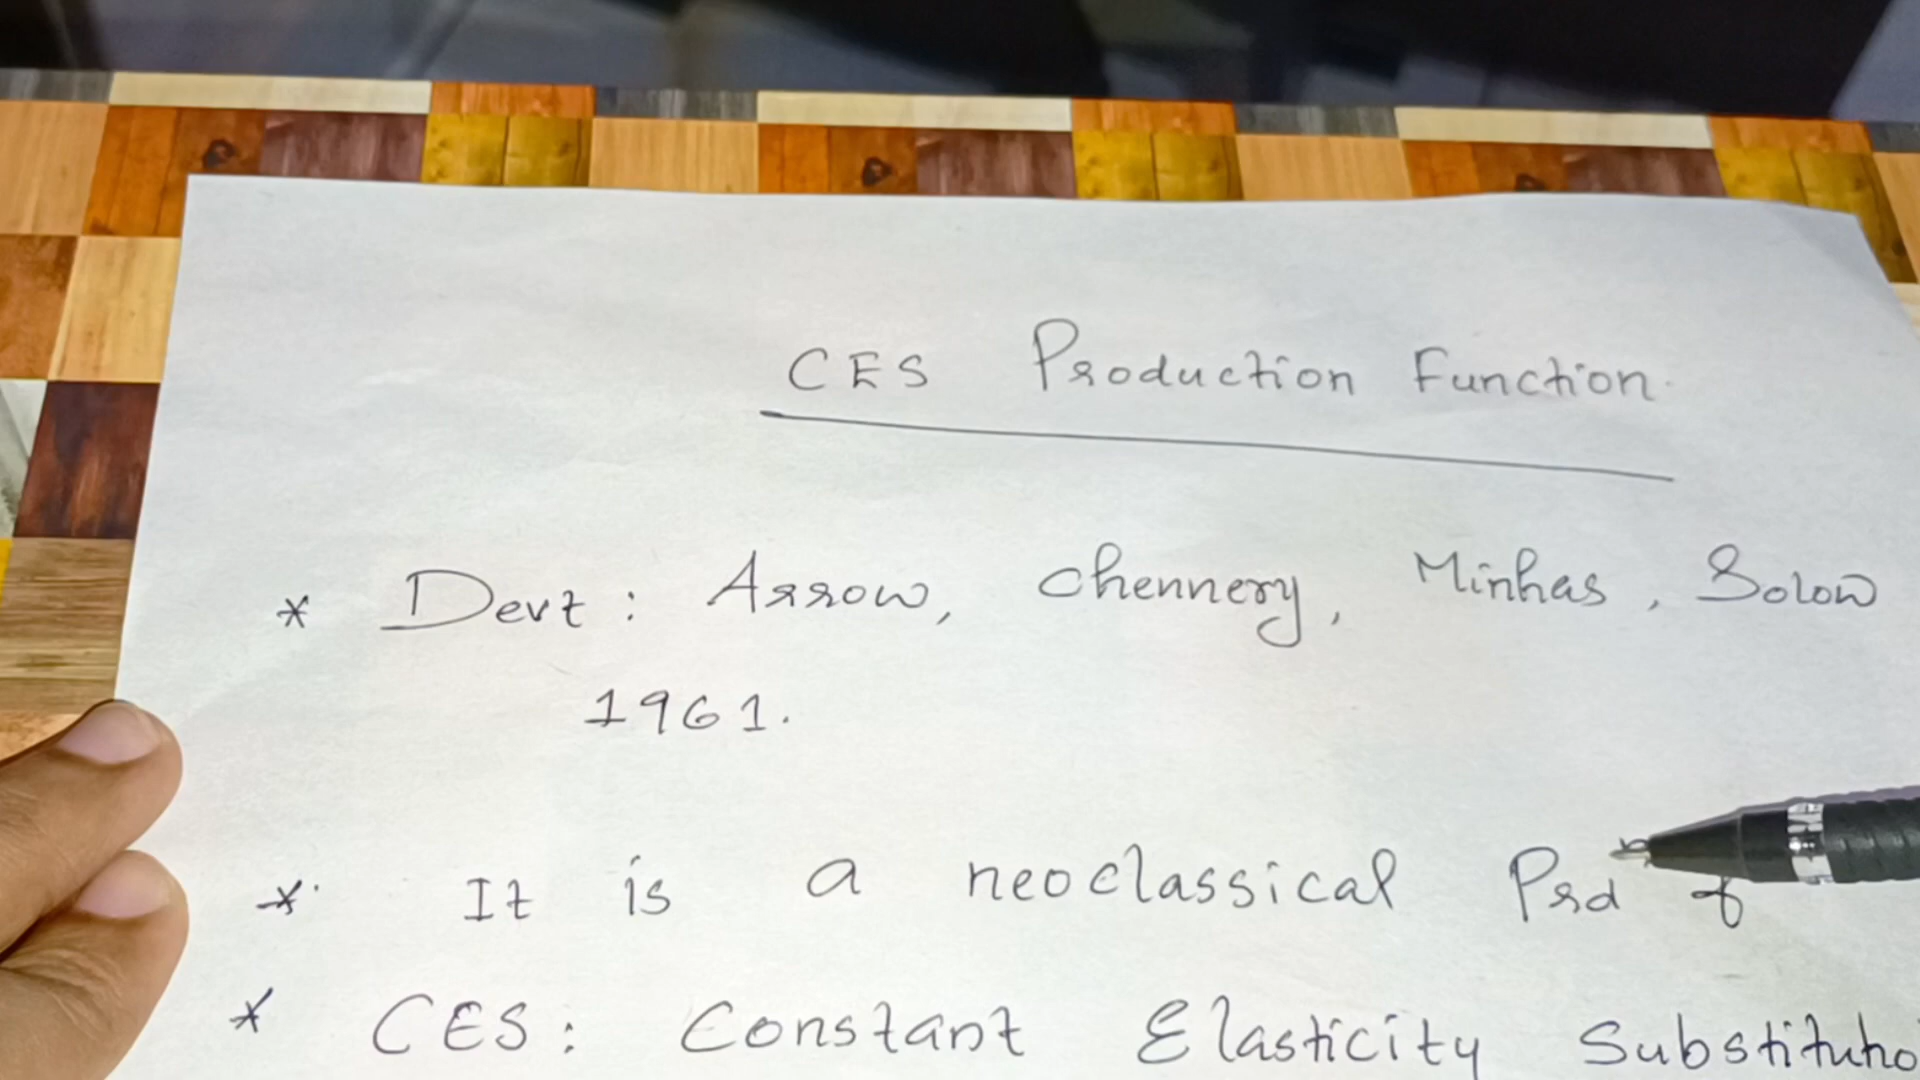 CES Production Function.
* Devt: Arrow, Chennery, Minhas, Solow
1961.
* It is a neoclassical Prd f
* CES: Constant Elasticity Substitutio